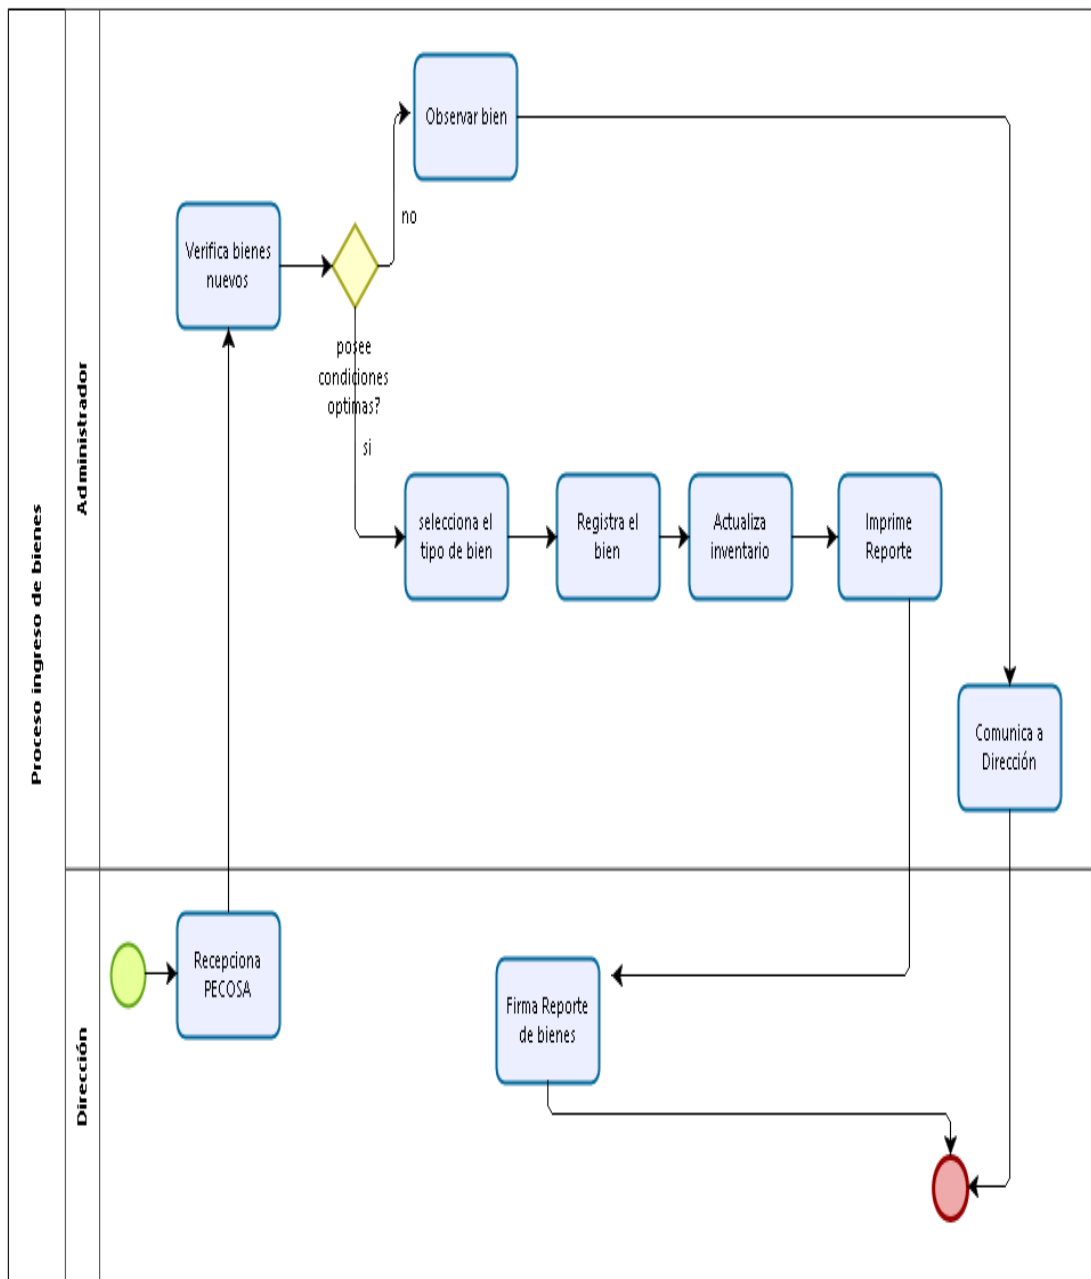 Proceso ingreso de bienes
Administrador
Observar bien
no
Verifica bienes
nuevos
posee
condiciones
optimas?
si
selecciona el
tipo de bien
Registra el
bien
Actualiza
inventario
Imprime
Reporte
Comunica a
Dirección
Dirección
Recepciona
PECOSA
Firma Reporte
de bienes